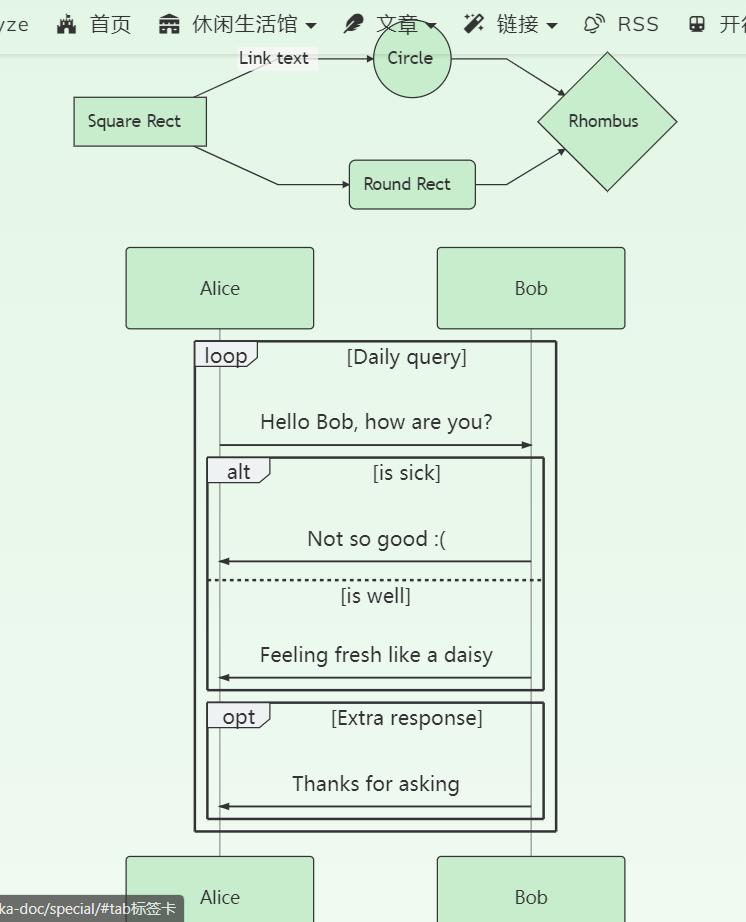 yze 首页 休闲生活馆 文章 链接 RSS 开往
Link text
Circle
Square Rect
Rhombus
Round Rect
Alice Bob
loop [Daily query]
Hello Bob, how are you?
alt [is sick]
Not so good :(
[is well]
Feeling fresh like a daisy
opt [Extra response]
Thanks for asking
Alice Bob
ka-doc/special/#tab标签卡